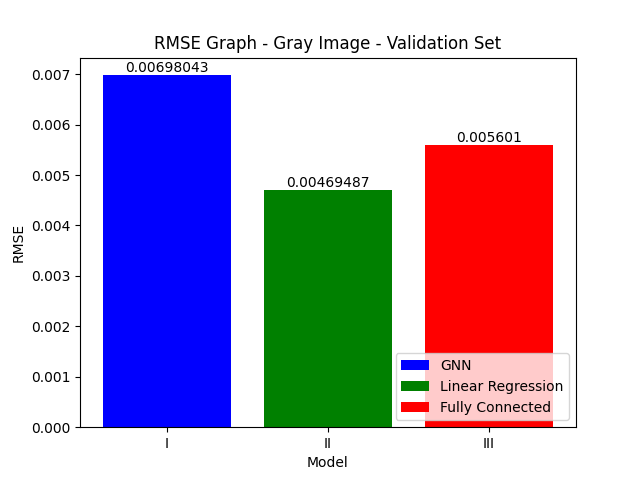 RMSE Graph - Gray Image - Validation Set
0.00698043
0.00469487
0.005601
0.007
0.006
0.005
0.004
0.003
0.002
0.001
0.000
RMSE
GNN
Linear Regression
Fully Connected
I
II
III
Model